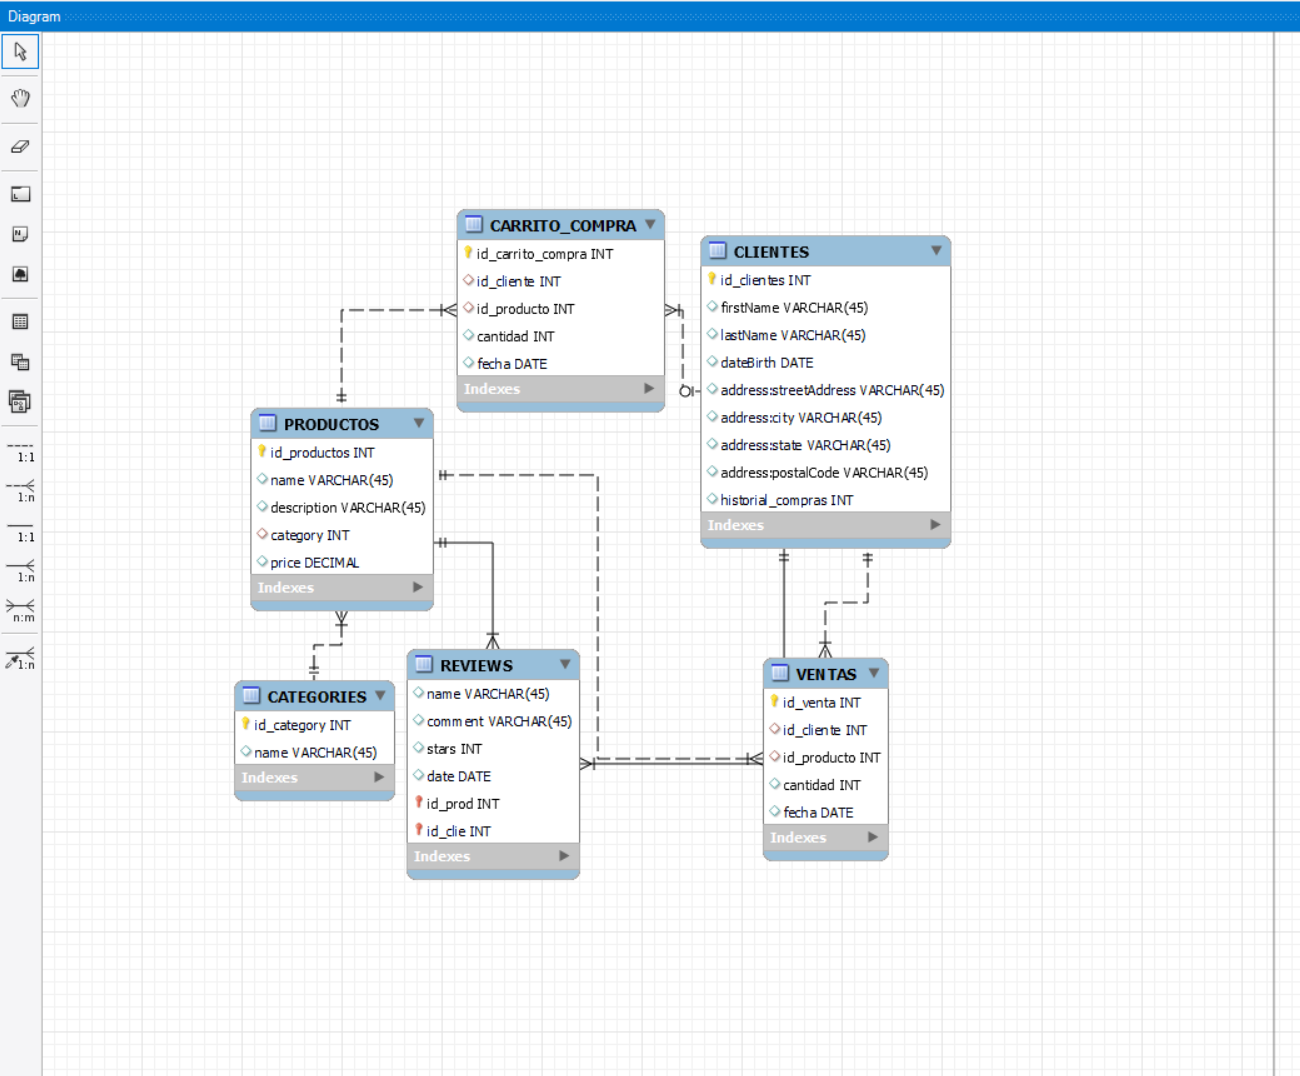 Diagram
CARRITO_COMPRA
id_carrito_compra INT
id_cliente INT
id_producto INT
cantidad INT
fecha DATE
Indexes
CLIENTES
id_clientes INT
firstName VARCHAR(45)
lastName VARCHAR(45)
dateBirth DATE
address:streetAddress VARCHAR(45)
address:city VARCHAR(45)
address:state VARCHAR(45)
address:postalCode VARCHAR(45)
historial_compras INT
Indexes
PRODUCTOS
id_productos INT
name VARCHAR(45)
description VARCHAR(45)
category INT
price DECIMAL
Indexes
CATEGORIES
id_category INT
name VARCHAR(45)
Indexes
REVIEWS
name VARCHAR(45)
comment VARCHAR(45)
stars INT
date DATE
id_prod INT
id_clie INT
Indexes
VENTAS
id_venta INT
id_cliente INT
id_producto INT
cantidad INT
fecha DATE
Indexes
1:1
1:n
1:1
1:n
n:m
1:n